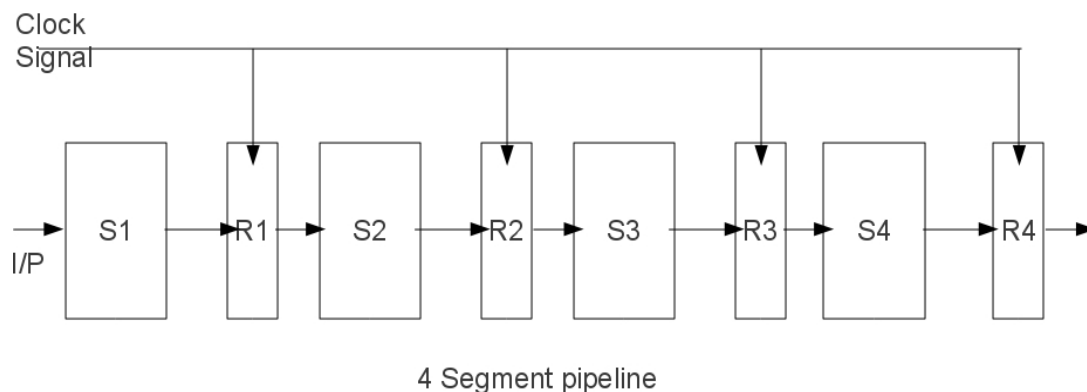 Clock
Signal
S1
R1
S2
R2
S3
R3
S4
R4
I/P
4 Segment pipeline